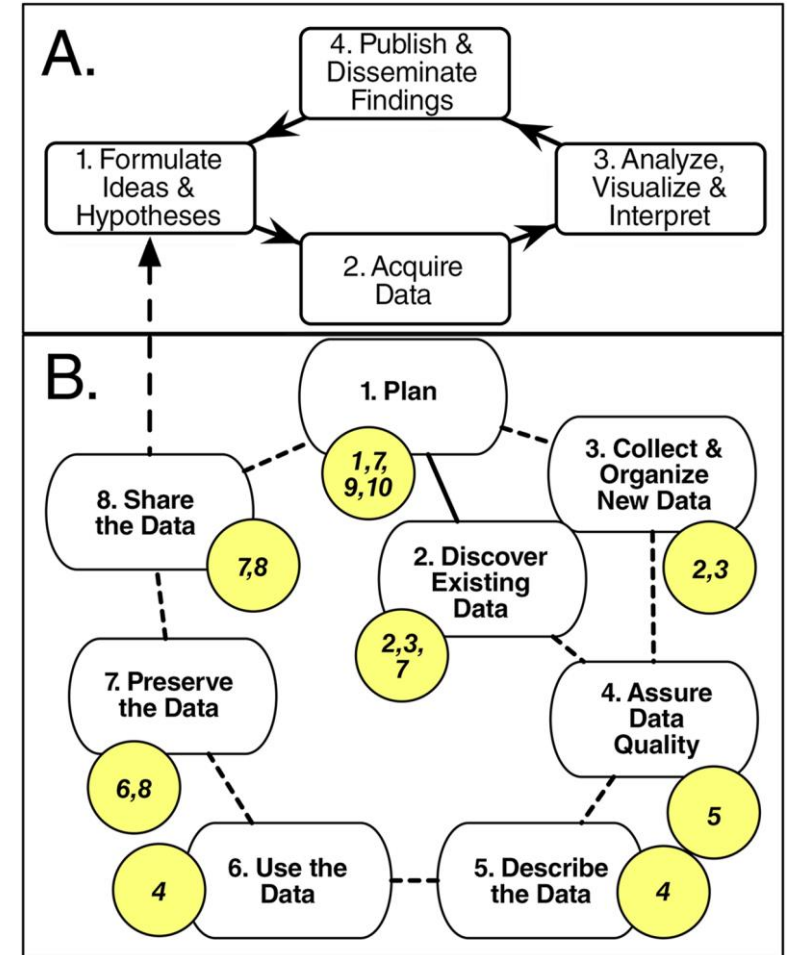 A.
4. Publish &
Disseminate
Findings
1. Formulate
Ideas &
Hypotheses
3. Analyze,
Visualize &
Interpret
2. Acquire
Data
B.
1. Plan
1,7,
9,10
2. Discover
Existing
Data
2,3,
7
3. Collect &
Organize
New Data
2,3
4. Assure
Data
Quality
5
5. Describe
the Data
4
6. Use the
Data
4
7. Preserve
the Data
6,8
8. Share
the Data
7,8